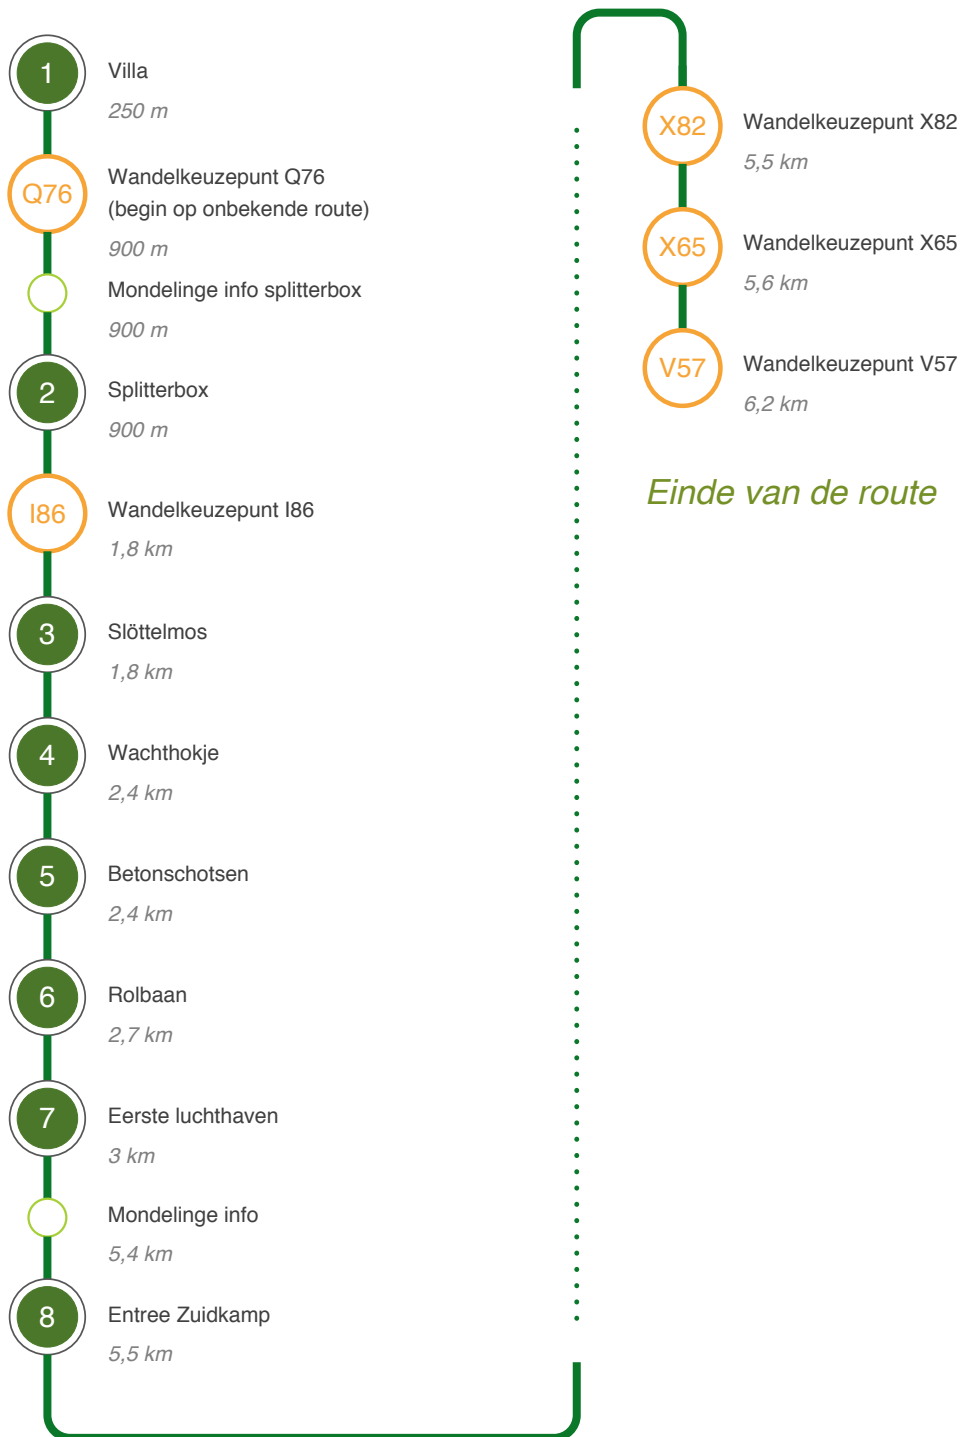 1
Villa
250 m
Q76
Wandelkeuzepunt Q76
(begin op onbekende route)
900 m
Mondelinge info splitterbox
900 m
2
Splitterbox
900 m
I86
Wandelkeuzepunt I86
1,8 km
3
Slöttelmos
1,8 km
4
Wachthokje
2,4 km
5
Betonschotsen
2,4 km
6
Rolbaan
2,7 km
7
Eerste luchthaven
3 km
Mondelinge info
5,4 km
8
Entree Zuidkamp
5,5 km
X82
Wandelkeuzepunt X82
5,5 km
X65
Wandelkeuzepunt X65
5,6 km
V57
Wandelkeuzepunt V57
6,2 km
Einde van de route